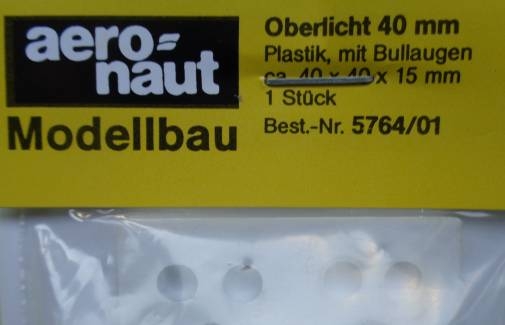 aero=
naut
Modellbau
Oberlicht 40 mm
Plastik, mit Bullaugen
ca. 40 x 40 x 15 mm
1 Stück
Best.-Nr. 5764/01